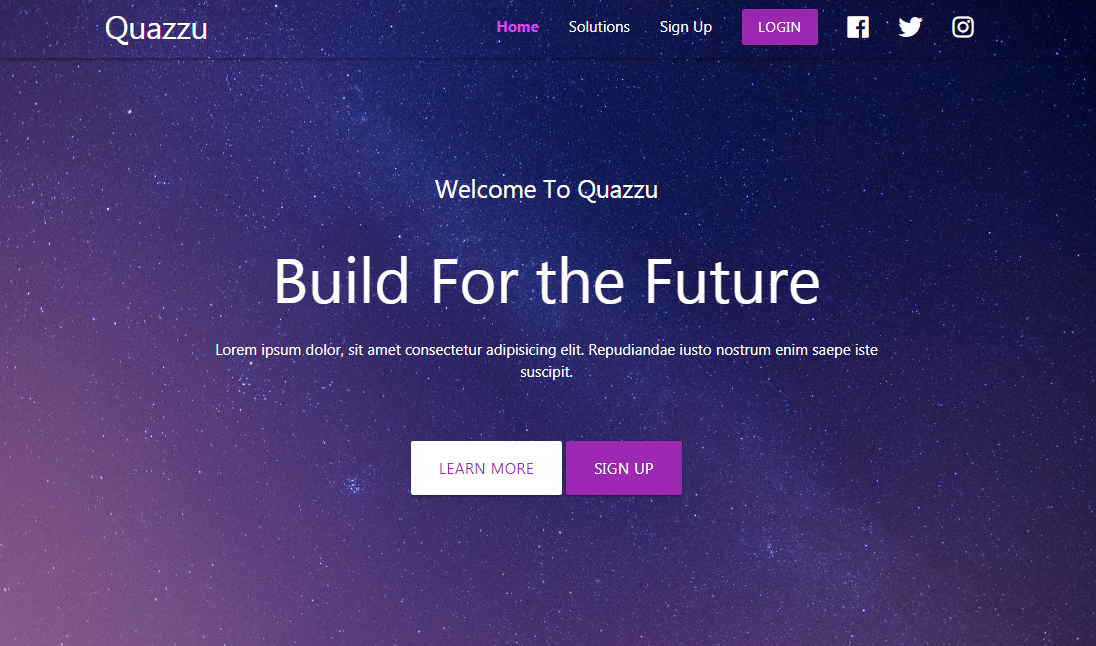 Quazzu
Home Solutions Sign Up LOGIN
Welcome To Quazzu
Build For the Future
Lorem ipsum dolor, sit amet consectetur adipisicing elit. Repudiandae iusto nostrum enim saepe iste
suscipit.
LEARN MORE SIGN UP